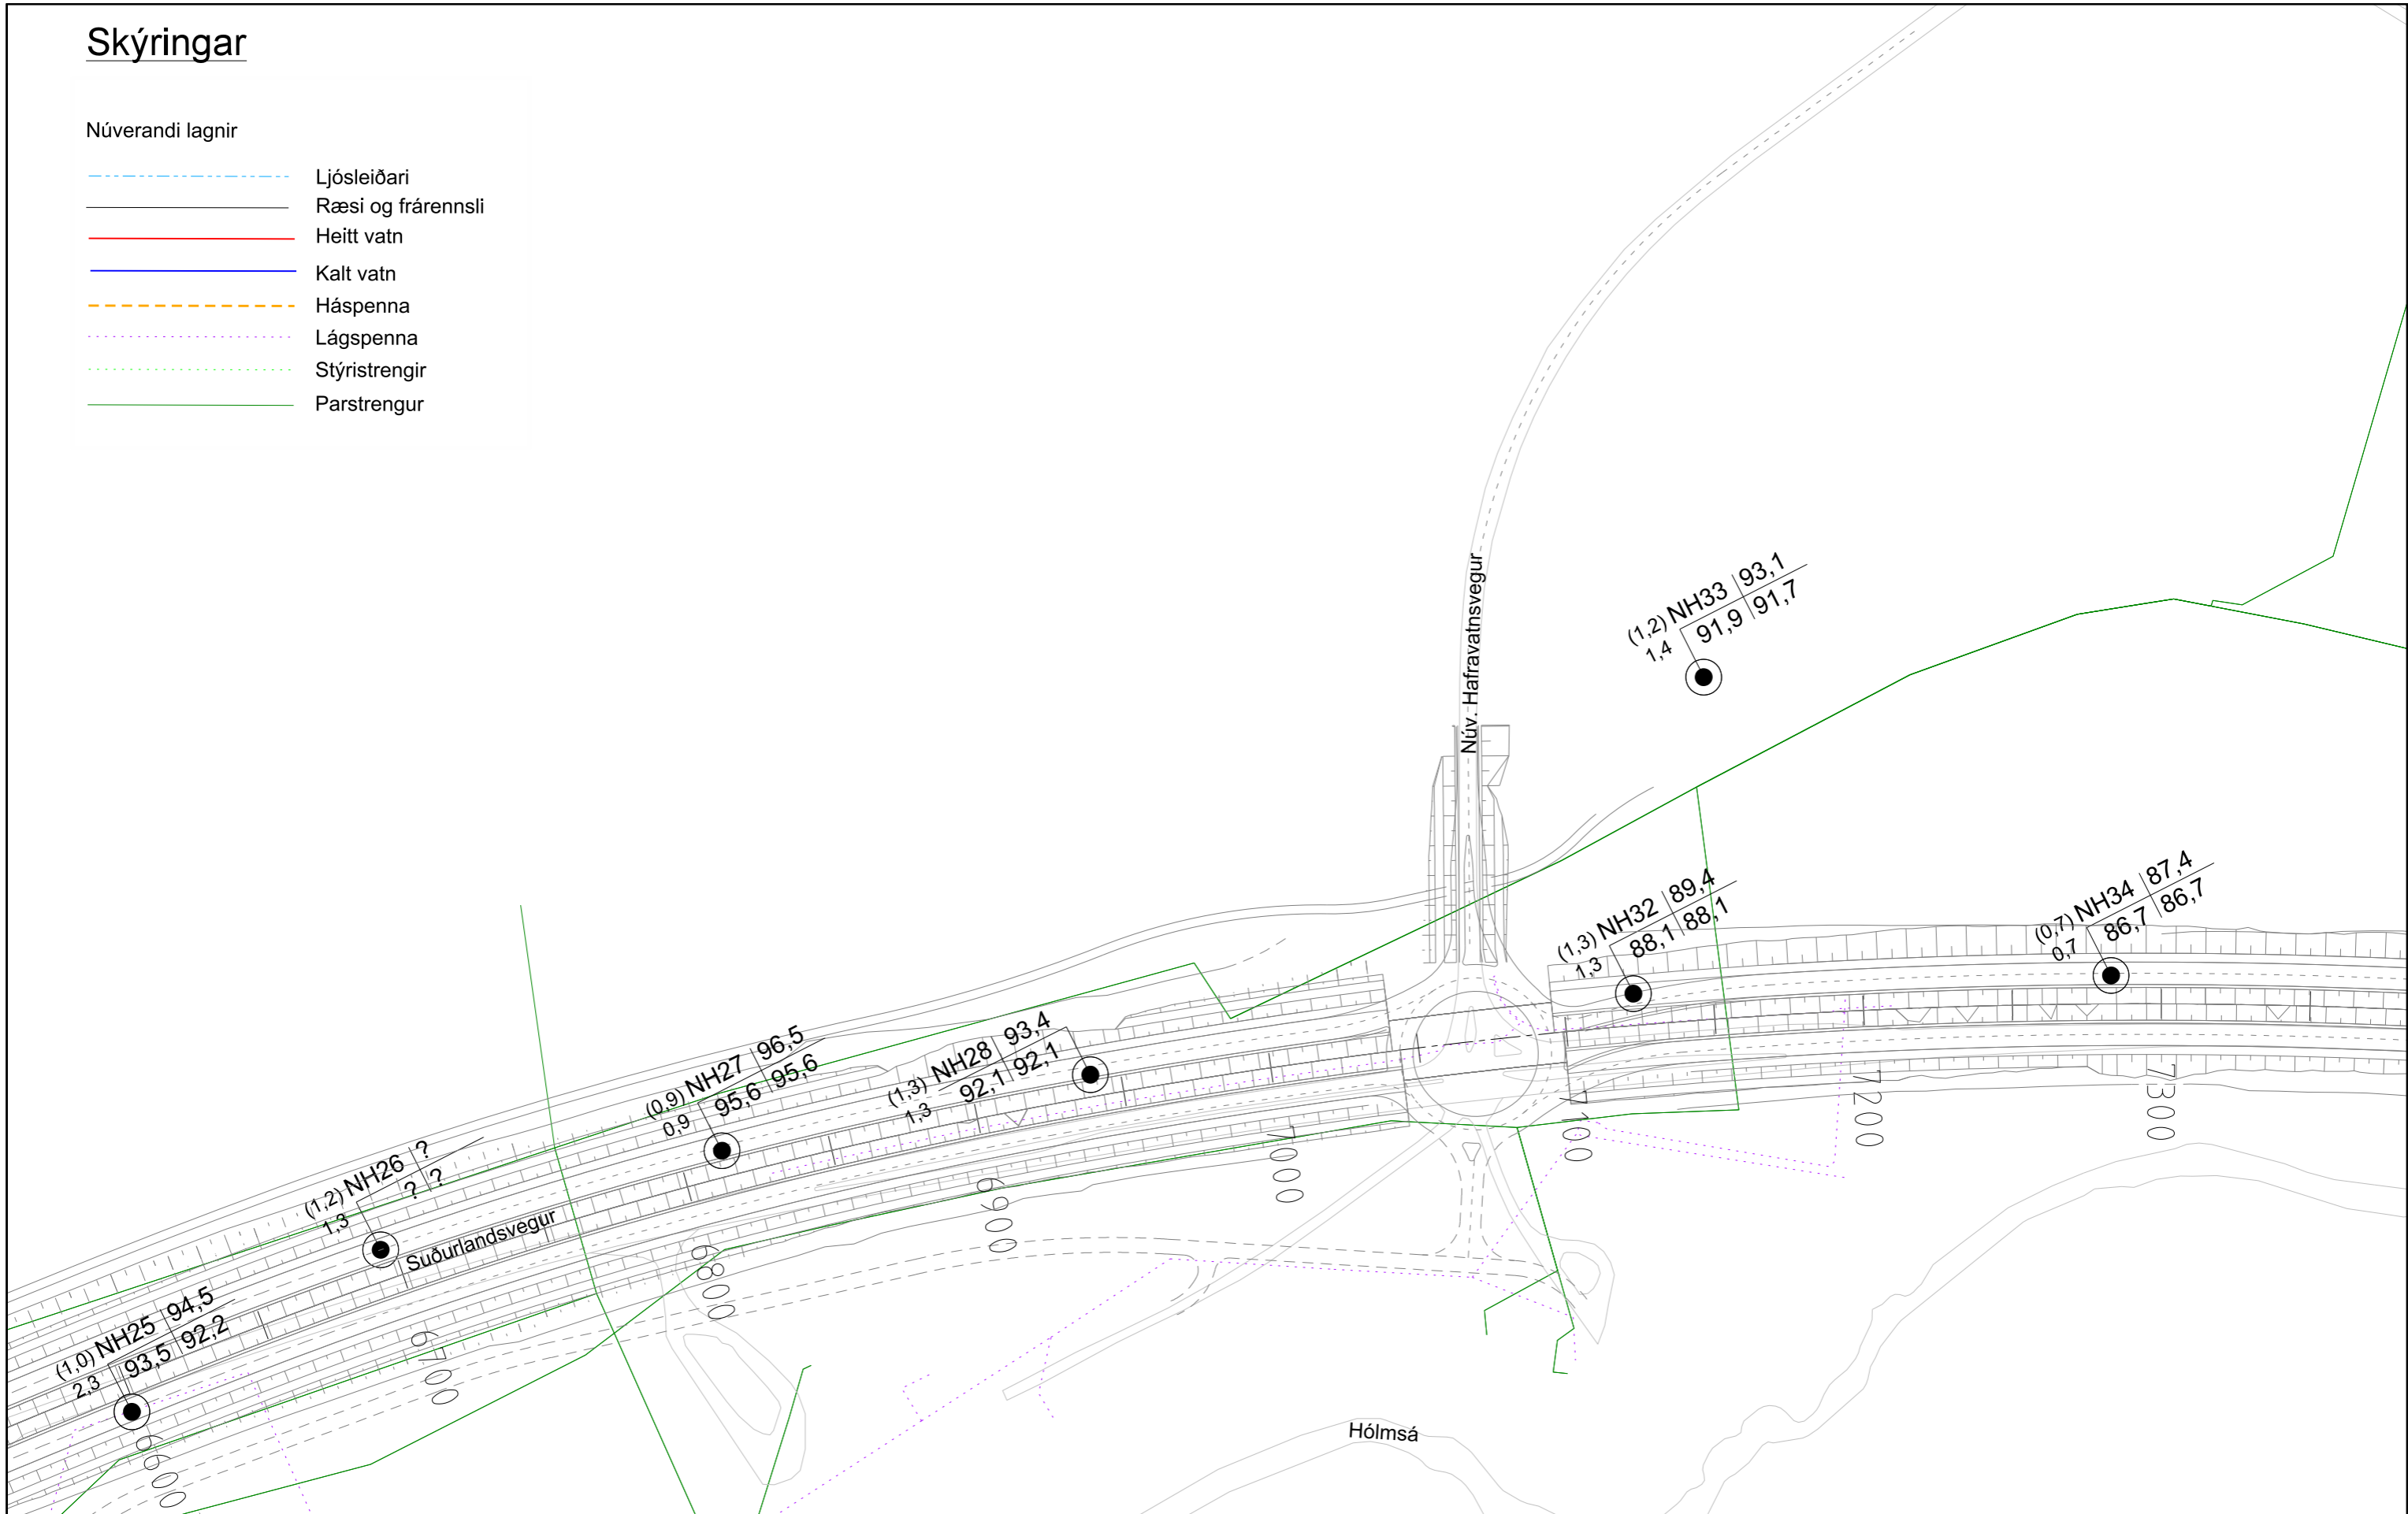 Skýringar
Núverandi lagnir
Ljósleiðari
Ræsi og frárennsli
Heitt vatn
Kalt vatn
Háspenna
Lágspenna
Stýristrengir
Parstrengur
Núv. Hafravatnsvegur
(1,2) NH33 93,1
1,4 91,9 91,7
(1,3) NH32 89,4
1,3 88,1 88,1
(0,7) NH34 87,4
0,7 86,7 86,7
(1,3) NH28 93,4
1,3 92,1 92,1
(0,9) NH27 96,5
0,9 95,6 95,6
(1,2) NH26 ?
1,3 ? ?
Suðurlandsvegur
(1,0) NH25 94,5
2,3 93,5 92,2
6600
6700
6800
6900
7000
7100
7200
7300
Hólmsá